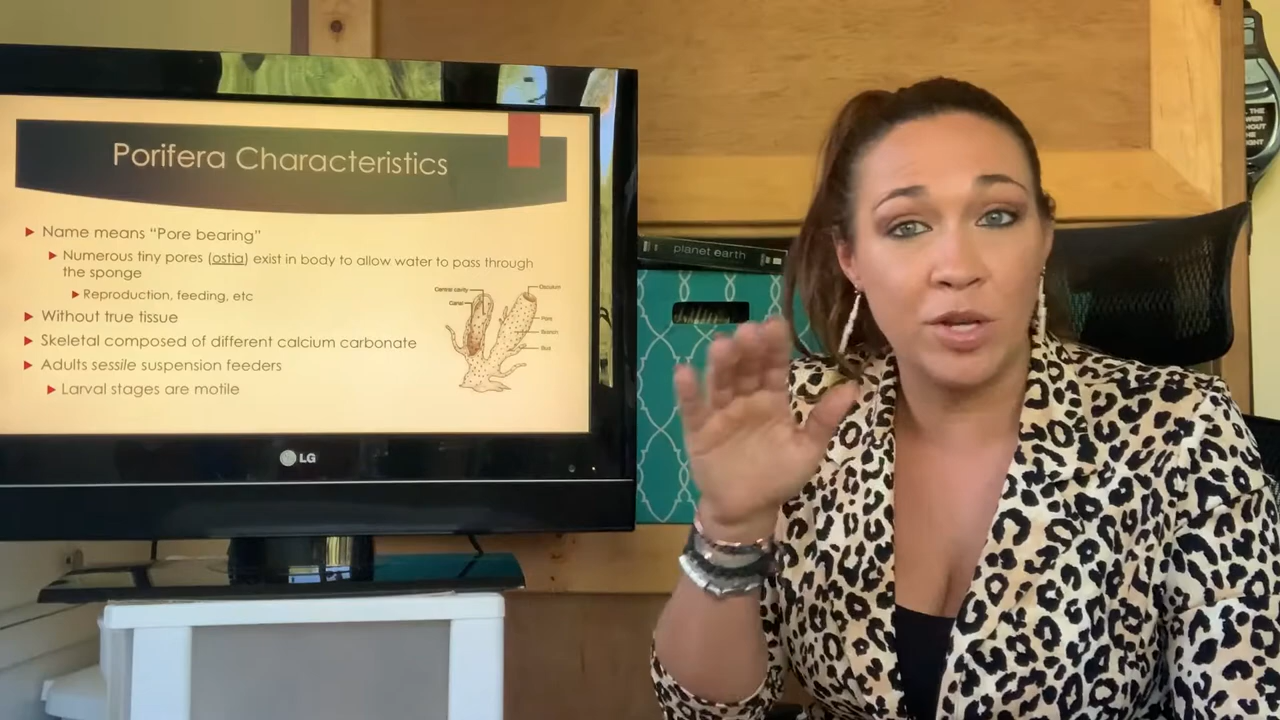 Porifera Characteristics
Name means “Pore bearing”
Numerous tiny pores (ostia) exist in body to allow water to pass through
the sponge
Reproduction, feeding, etc
Without true tissue
Skeletal composed of different calcium carbonate
Adults sessile suspension feeders
Larval stages are motile
Central cavity
Canal
Osculum
Pore
Branch
Bud
LG
planet earth